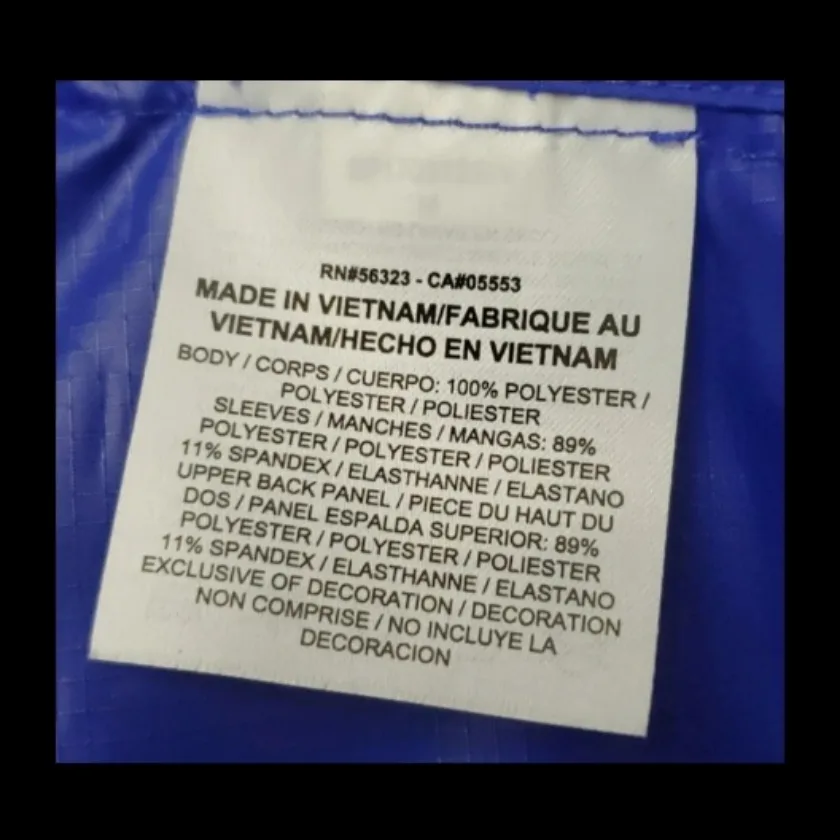 RN#56323 - CA#05553
MADE IN VIETNAM/FABRIQUE AU
VIETNAM/HECHO EN VIETNAM
BODY / CORPS / CUERPO: 100% POLYESTER /
POLYESTER / POLIESTER
SLEEVES / MANCHES / MANGAS: 89%
POLYESTER / POLYESTER / POLIESTER
11% SPANDEX / ELASTHANNE / ELASTANO
UPPER BACK PANEL / PIECE DU HAUT DU
DOS / PANEL ESPALDA SUPERIOR: 89%
POLYESTER / POLYESTER / POLIESTER
11% SPANDEX / ELASTHANNE / ELASTANO
EXCLUSIVE OF DECORATION / DECORATION
NON COMPRISE / NO INCLUYE LA
DECORACION